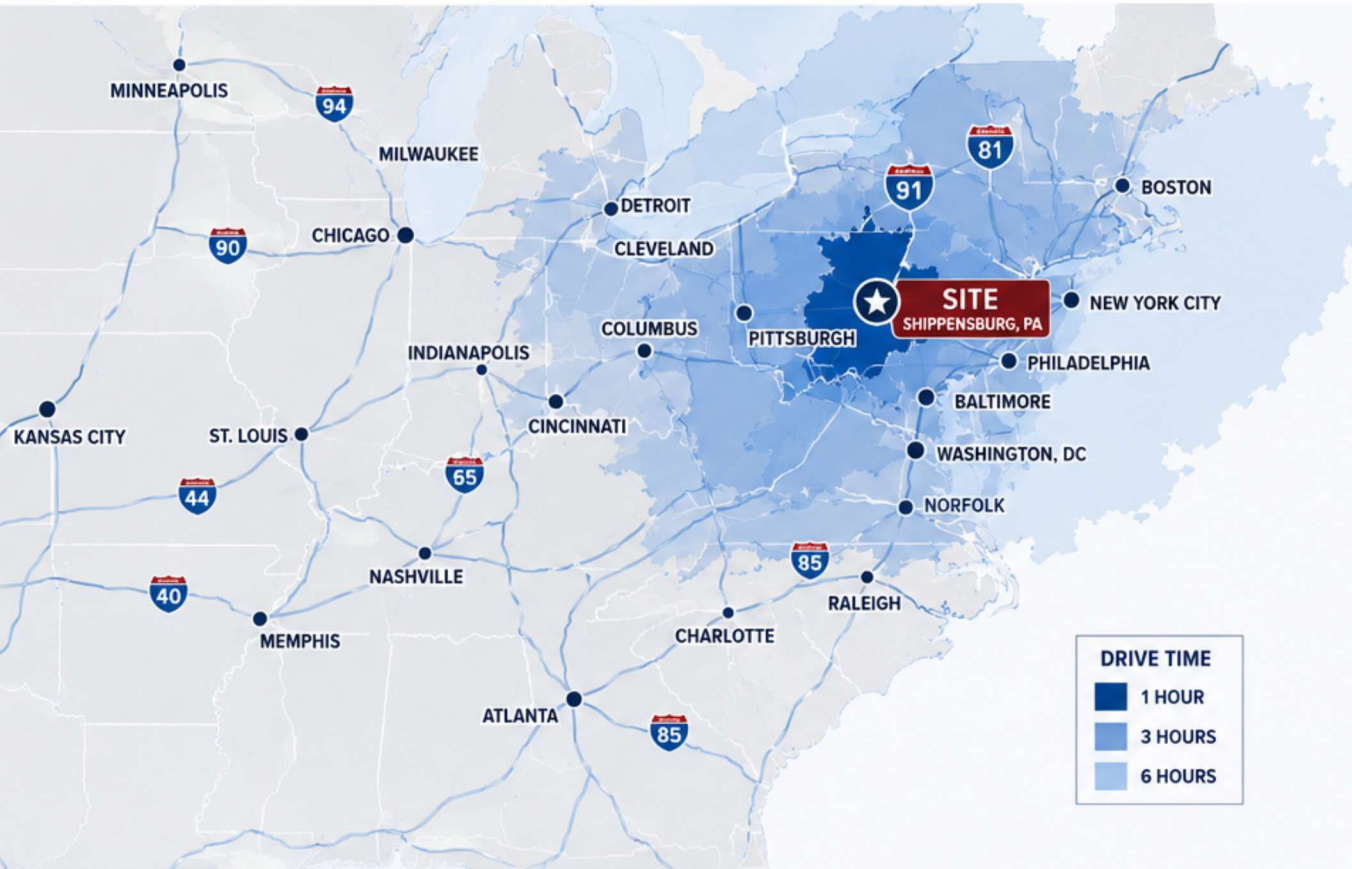 MINNEAPOLIS
94
MILWAUKEE
81
91
BOSTON
DETROIT
CHICAGO
90
CLEVELAND
SITE
SHIPPENSBURG, PA
NEW YORK CITY
COLUMBUS
PITTSBURGH
INDIANAPOLIS
PHILADELPHIA
BALTIMORE
KANSAS CITY
ST. LOUIS
CINCINNATI
WASHINGTON, DC
65
44
NORFOLK
85
NASHVILLE
40
RALEIGH
MEMPHIS
CHARLOTTE
ATLANTA
85
DRIVE TIME
1 HOUR
3 HOURS
6 HOURS